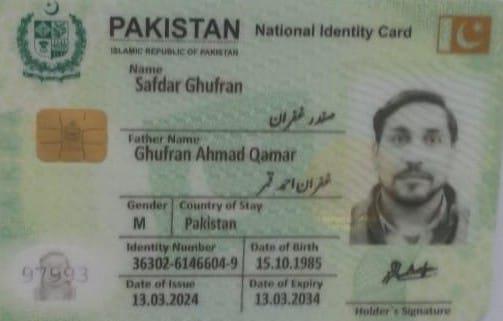 PAKISTAN National Identity Card
ISLAMIC REPUBLIC OF PAKISTAN
Name
Safdar Ghufran
صفدر غفران
Father Name
Ghufran Ahmad Qamar
غفران احمد قمر
Gender Country of Stay
M Pakistan
Identity Number Date of Birth
36302-6146604-9 15.10.1985
Date of Issue Date of Expiry
13.03.2024 13.03.2034
97993
Holder's Signature